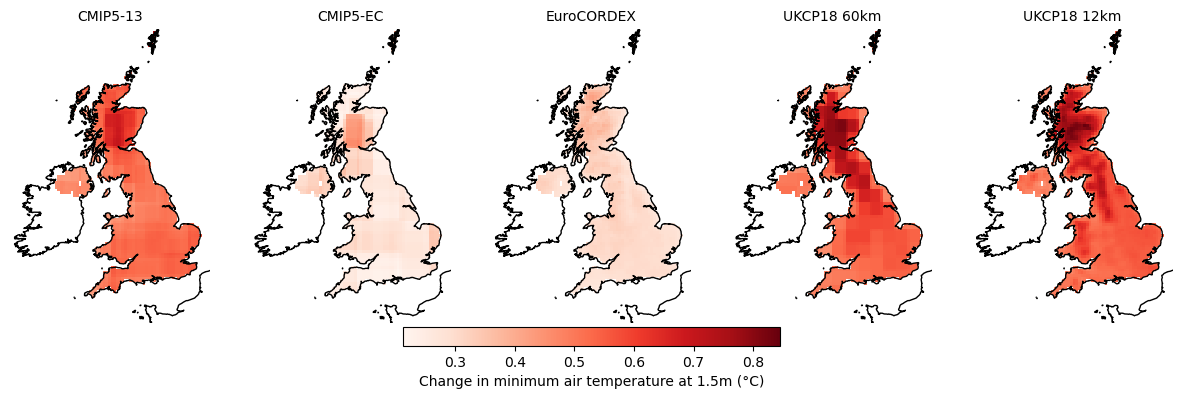 CMIP5-13 CMIP5-EC EuroCORDEX UKCP18 60km UKCP18 12km
0.3 0.4 0.5 0.6 0.7 0.8
Change in minimum air temperature at 1.5m (°C)